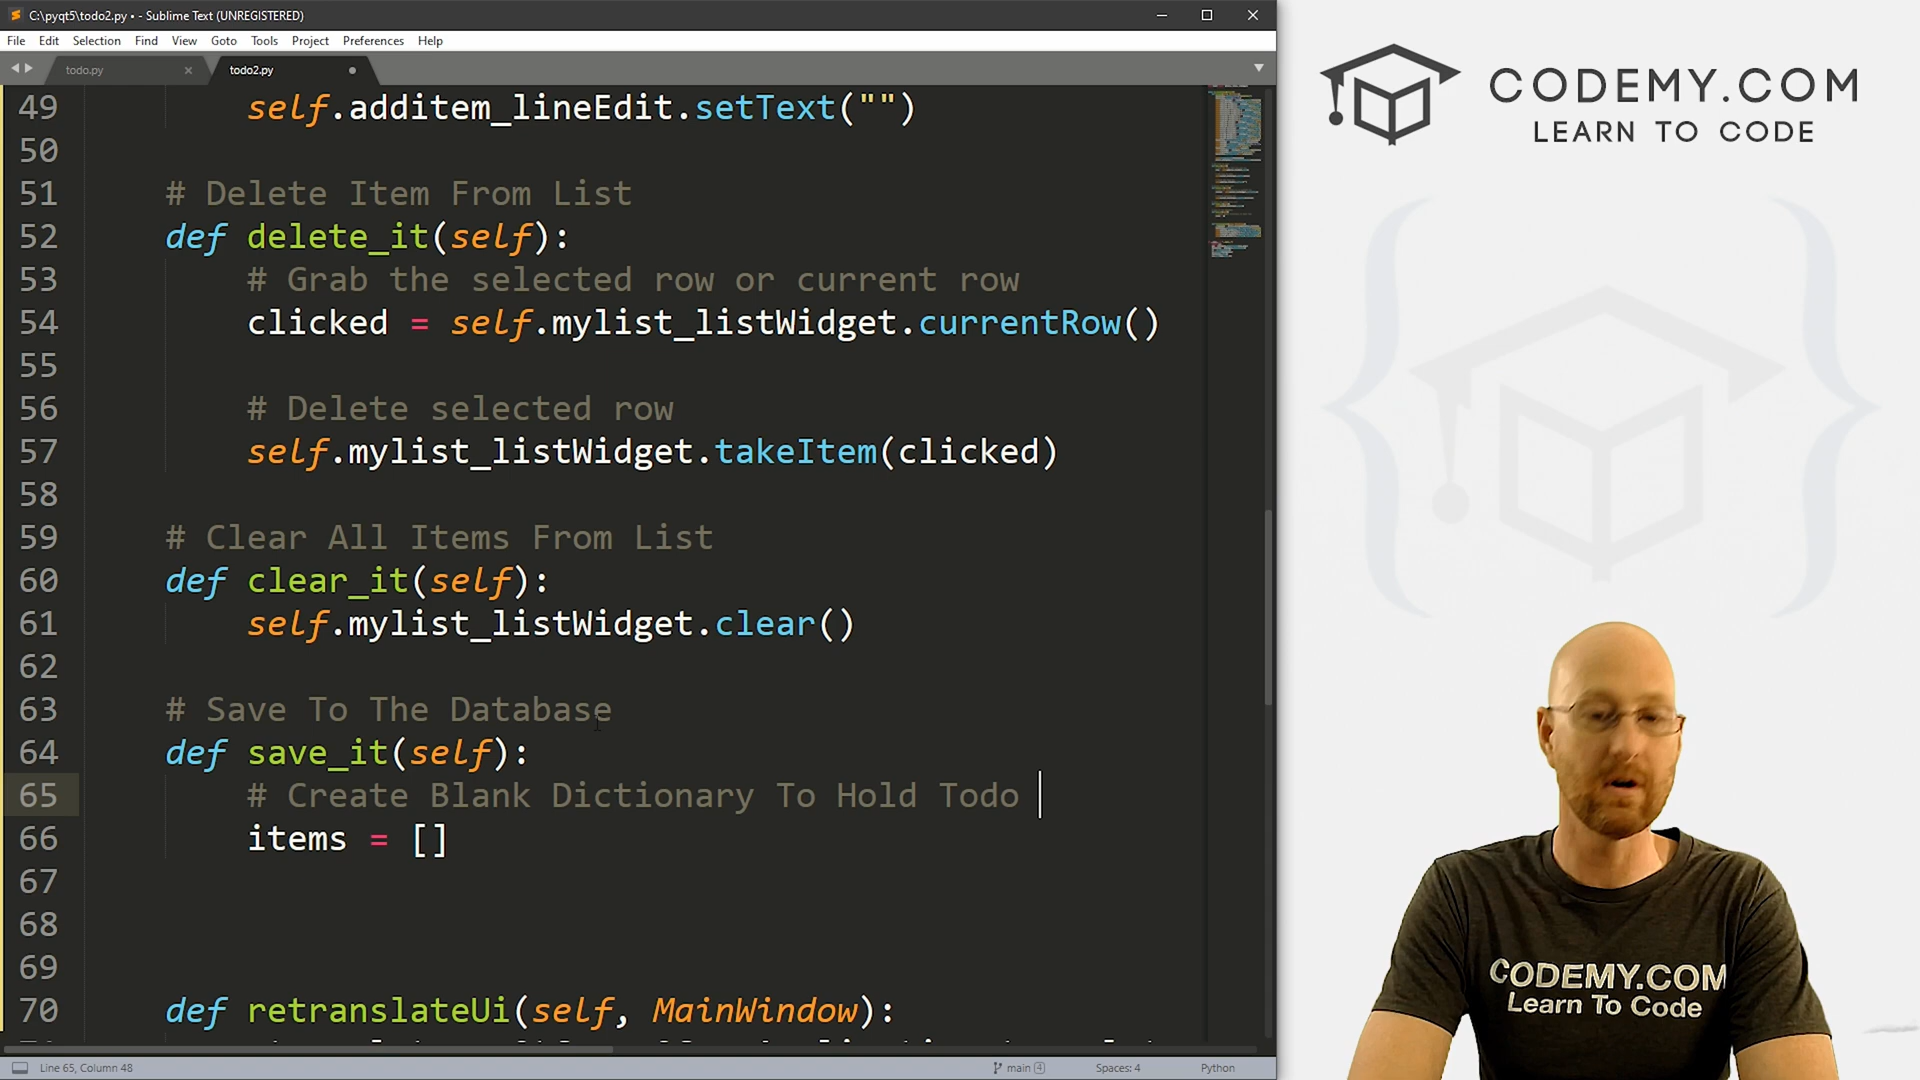 C:\pyqt5\todo2.py • - Sublime Text (UNREGISTERED)
File Edit Selection Find View Goto Tools Project Preferences Help
todo.py
todo2.py
49 self.additem_lineEdit.setText("")
50
51 # Delete Item From List
52 def delete_it(self):
53 # Grab the selected row or current row
54 clicked = self.mylist_listWidget.currentRow()
55
56 # Delete selected row
57 self.mylist_listWidget.takeItem(clicked)
58
59 # Clear All Items From List
60 def clear_it(self):
61 self.mylist_listWidget.clear()
62
63 # Save To The Database
64 def save_it(self):
65 # Create Blank Dictionary To Hold Todo
66 items = []
67
68
69
70 def retranslateUi(self, MainWindow):
Line 65, Column 48
main 4
Spaces: 4
Python
CODEMY.COM
LEARN TO CODE
CODEMY.COM
Learn To Code